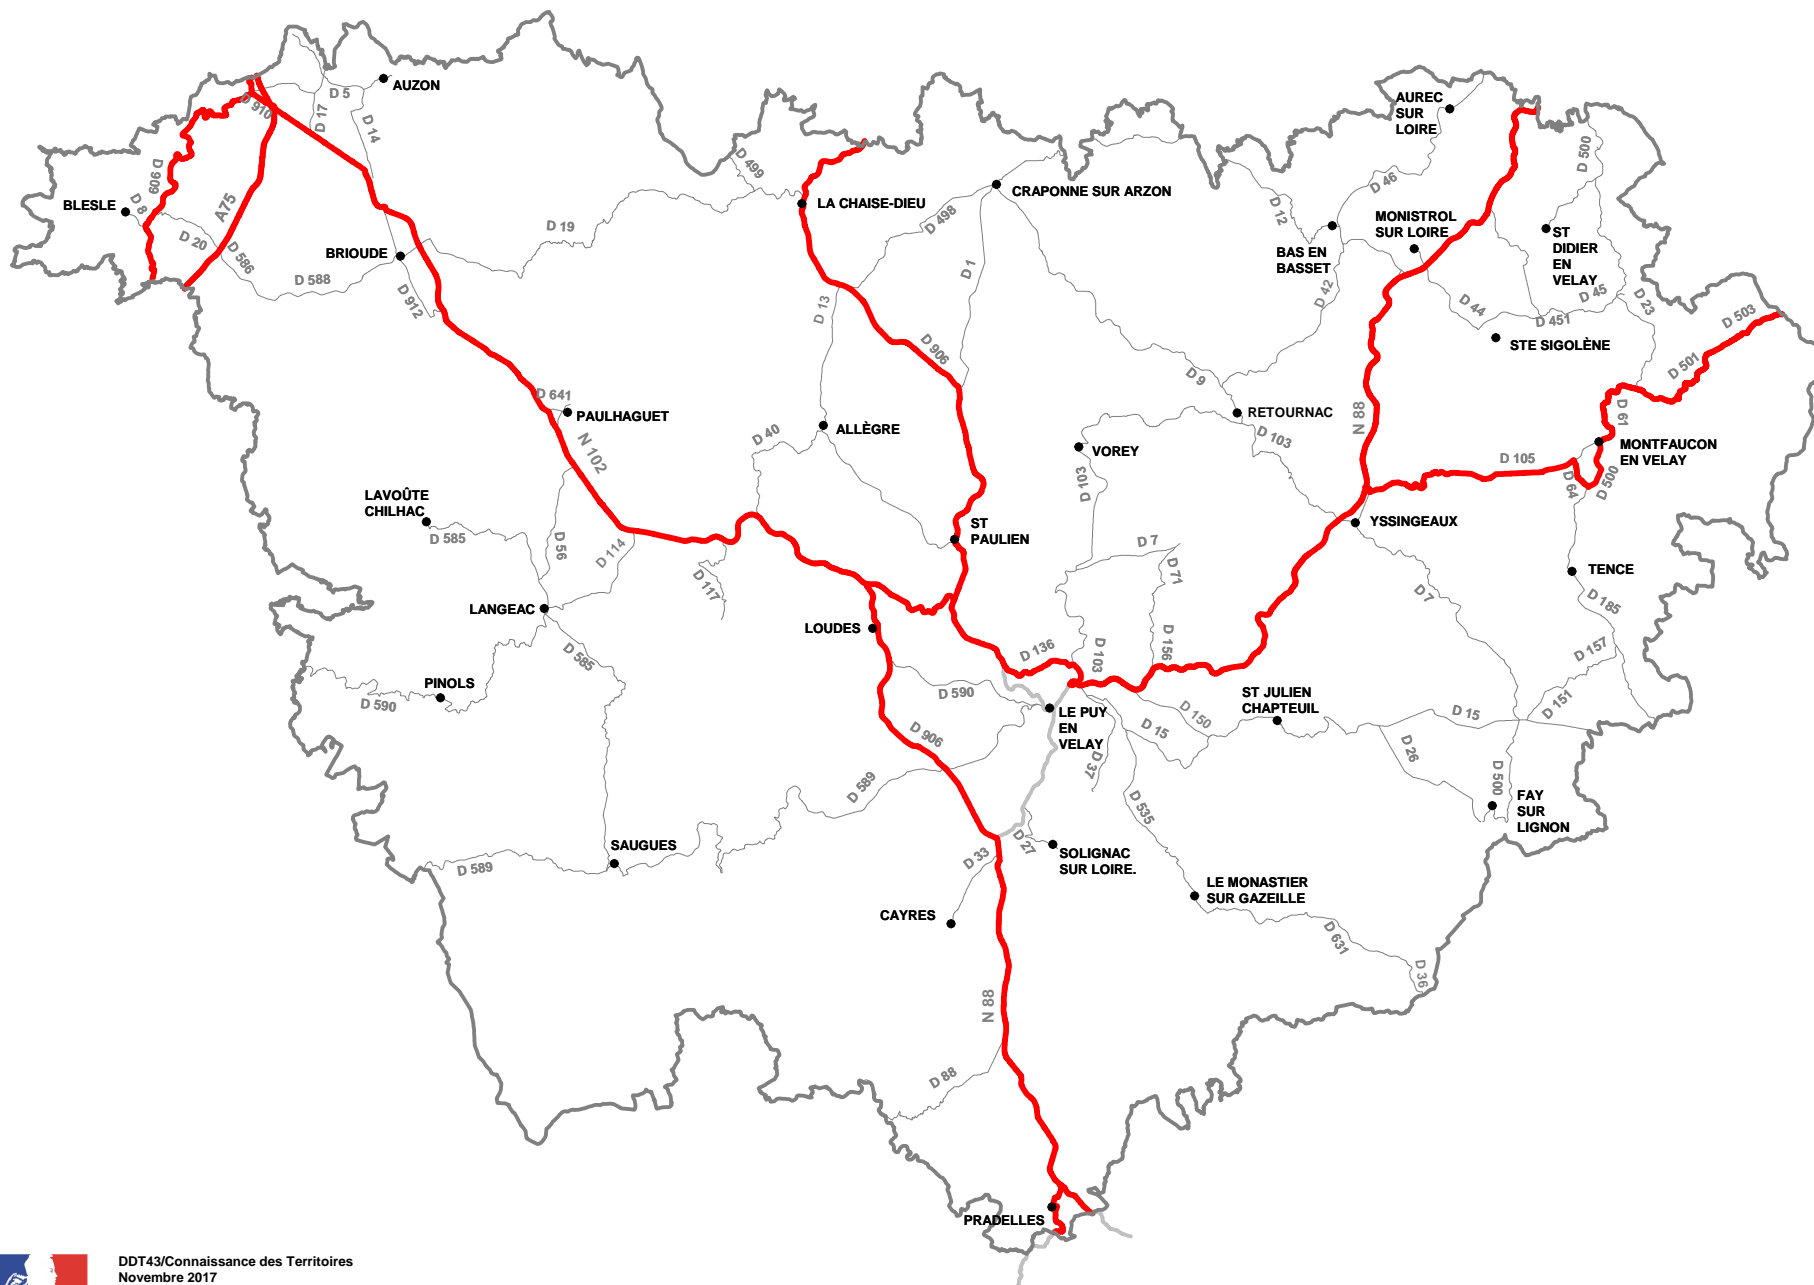 AUZON
D 5
D 910
D 17
D 14
D 909
A75
BLESLE
D 8
D 20
D 586
D 588
BRIOUDE
D 912
D 19
D 499
LA CHAISE-DIEU
D 498
CRAPONNE SUR ARZON
D 1
D 13
D 906
AUREC
SUR
LOIRE
D 500
D 46
D 12
MONISTROL
SUR LOIRE
BAS EN
BASSET
ST
DIDIER
EN
VELAY
D 42
D 44
D 45
D 451
D 23
D 503
STE SIGOLÈNE
D 501
D 9
D 641
PAULHAGUET
N 102
D 40
ALLÈGRE
VOREY
RETOURNAC
D 103
N 88
D 61
MONTFAUCON
EN VELAY
D 105
D 64
D 500
LAVOÛTE
CHILHAC
D 585
D 56
D 114
D 117
ST
PAULIEN
D 103
D 7
D 71
YSSINGEAUX
TENCE
D 7
D 185
LANGEAC
LOUDES
D 136
D 103
D 156
D 157
D 585
PINOLS
D 590
D 590
LE PUY
EN
VELAY
D 150
D 15
ST JULIEN
CHAPTEUIL
D 15
D 151
D 906
D 37
D 26
D 500
D 589
D 535
FAY
SUR
LIGNON
SAUGUES
D 589
D 33
D 27
SOLIGNAC
SUR LOIRE.
LE MONASTIER
SUR GAZEILLE
CAYRES
D 631
D 36
N 88
D 88
PRADELLES
DDT43/Connaissance des Territoires
Novembre 2017